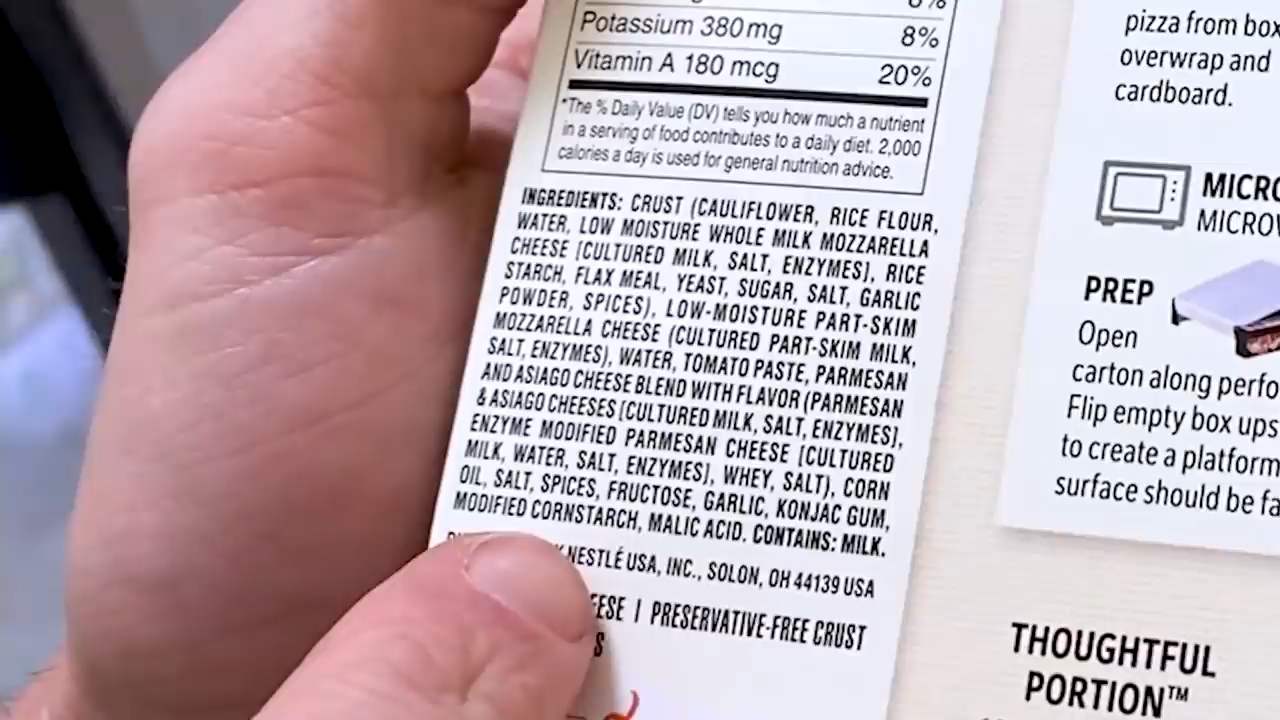 6%
Potassium 380mg 8%
Vitamin A 180 mcg 20%
*The % Daily Value (DV) tells you how much a nutrient
in a serving of food contributes to a daily diet. 2,000
calories a day is used for general nutrition advice.
INGREDIENTS: CRUST (CAULIFLOWER, RICE FLOUR,
WATER, LOW MOISTURE WHOLE MILK MOZZARELLA
CHEESE [CULTURED MILK, SALT, ENZYMES], RICE
STARCH, FLAX MEAL, YEAST, SUGAR, SALT, GARLIC
POWDER, SPICES), LOW-MOISTURE PART-SKIM
MOZZARELLA CHEESE (CULTURED PART-SKIM MILK,
SALT, ENZYMES), WATER, TOMATO PASTE, PARMESAN
AND ASIAGO CHEESE BLEND WITH FLAVOR (PARMESAN
& ASIAGO CHEESES [CULTURED MILK, SALT, ENZYMES],
ENZYME MODIFIED PARMESAN CHEESE [CULTURED
MILK, WATER, SALT, ENZYMES], WHEY, SALT), CORN
OIL, SALT, SPICES, FRUCTOSE, GARLIC, KONJAC GUM,
MODIFIED CORNSTARCH, MALIC ACID. CONTAINS: MILK.
NESTLÉ USA, INC., SOLON, OH 44139 USA
EESE | PRESERVATIVE-FREE CRUST
S
pizza from box
overwrap and
cardboard.
MICRO
MICROW
PREP
Open
carton along perfo
Flip empty box ups
to create a platform
surface should be fa
THOUGHTFUL
PORTION™